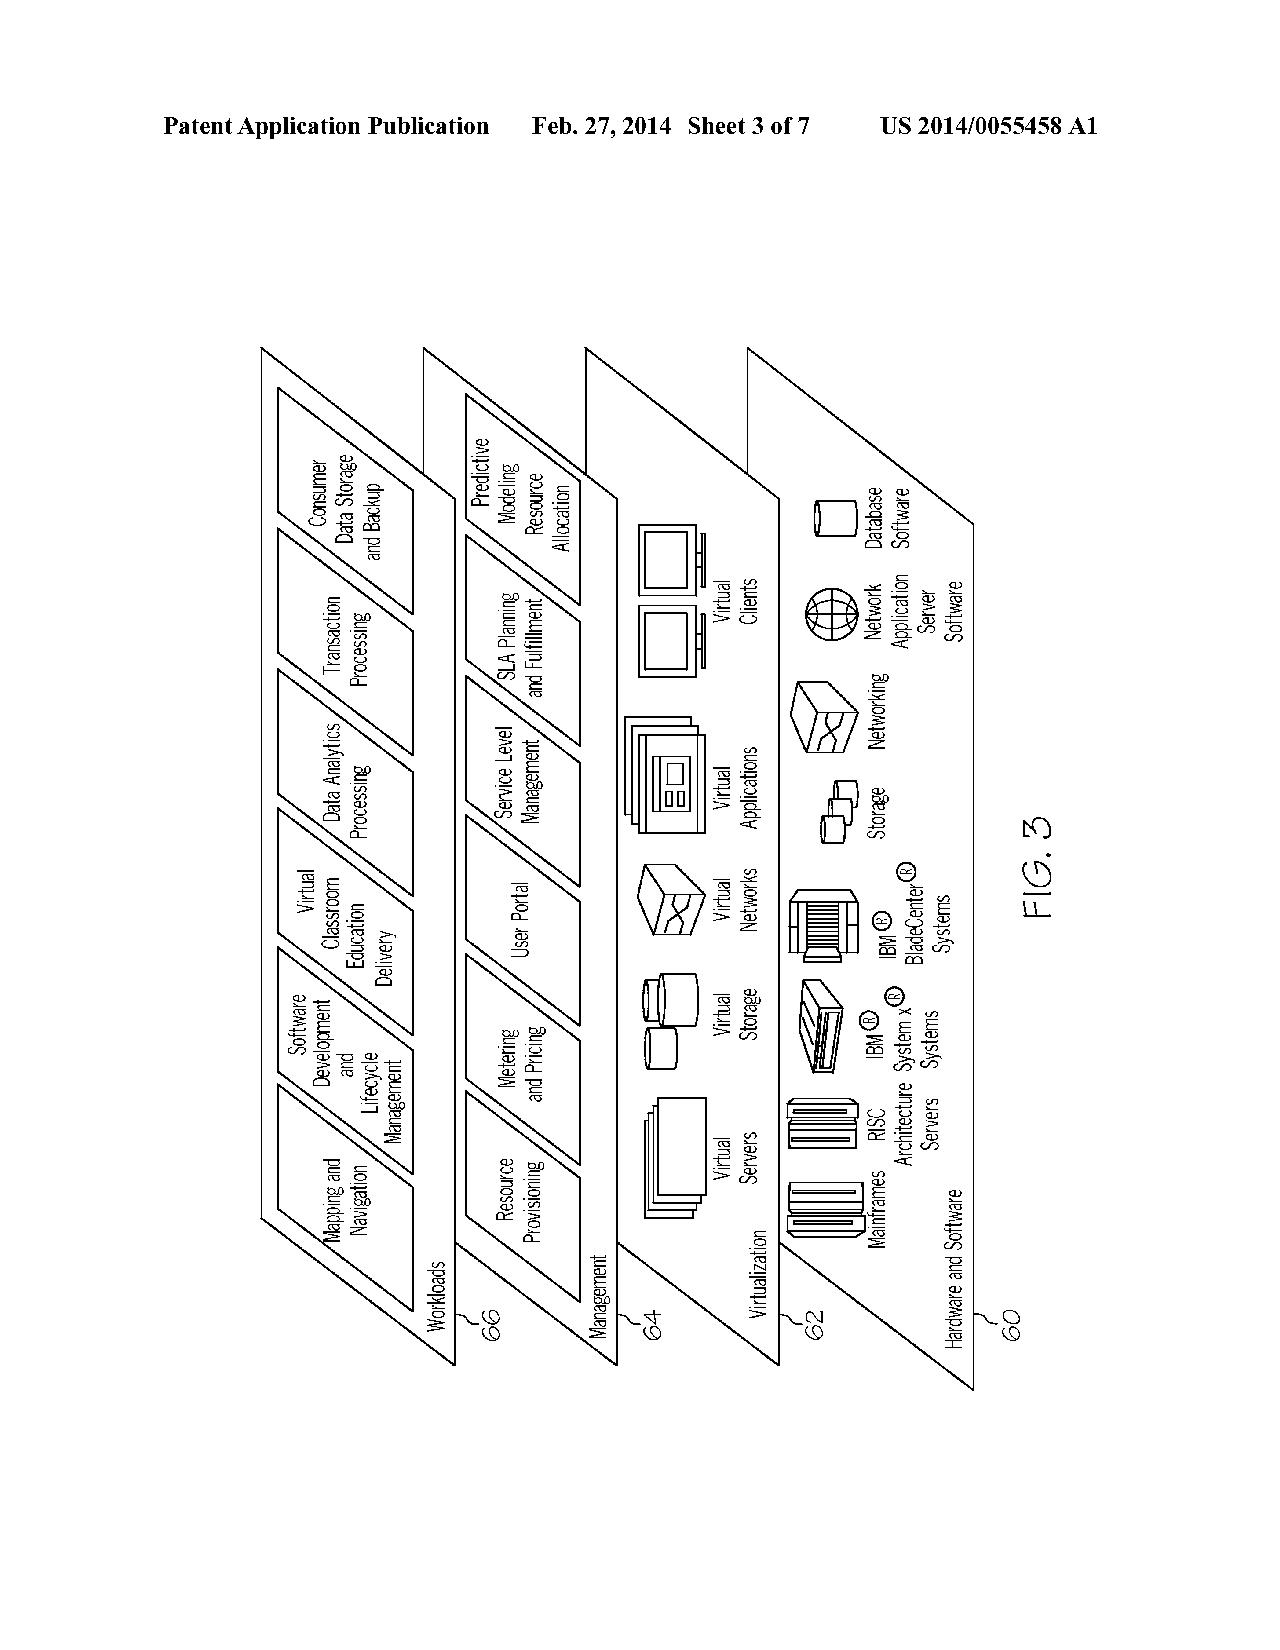 Patent Application Publication Feb. 27, 2014 Sheet 3 of 7 US 2014/0055458 A1
Mapping and
Navigation
Software
Development
and
Lifecycle
Management
Virtual
Classroom
Education
Delivery
Data Analytics
Processing
Transaction
Processing
Consumer
Data Storage
and Backup
Workloads
66
Resource
Provisioning
Metering
and Pricing
User Portal
Service Level
Management
SLA Planning
and Fulfillment
Predictive
Modeling
Resource
Allocation
Management
64
Virtual
Servers
Virtual
Storage
Virtual
Networks
Virtual
Applications
Virtual
Clients
Virtualization
62
Mainframes
RISC
Architecture
Servers
IBM®
System x®
Systems
IBM®
BladeCenter®
Systems
Storage
Networking
Network
Application
Server
Software
Database
Software
Hardware and Software
60
FIG. 3